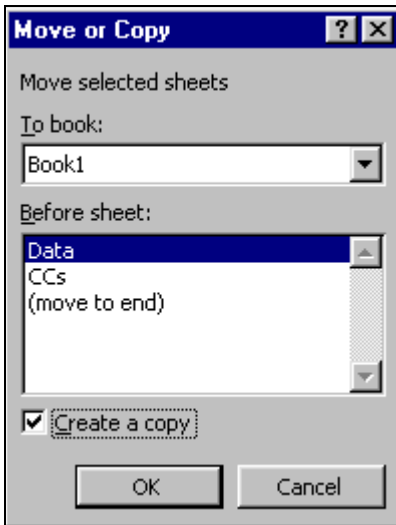 Move or Copy
Move selected sheets
To book:
Book1
Before sheet:
Data
CCs
(move to end)
Create a copy
OK Cancel